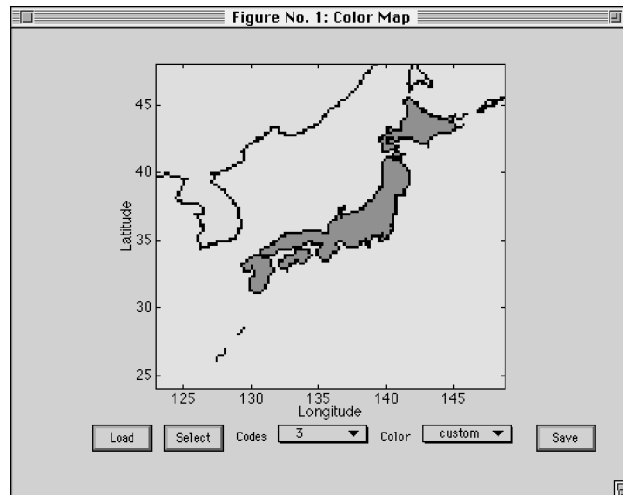 Figure No. 1: Color Map
45
40
35
30
25
Latitude
125 130 135 140 145
Longitude
Load Select Codes 3 Color custom Save